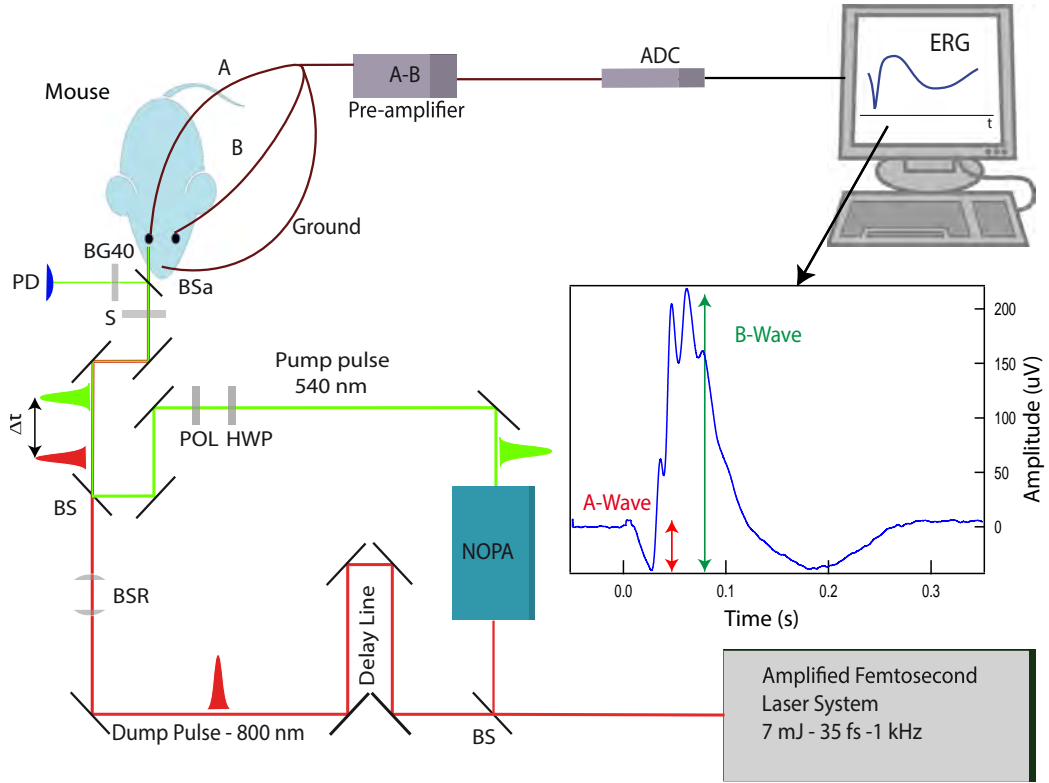 Mouse
A
B
Ground
A-B
Pre-amplifier
ADC
ERG
t
BG40
PD
BSa
S
Pump pulse
540 nm
Δt
POL
HWP
BS
NOPA
BSR
Delay Line
Dump Pulse - 800 nm
BS
B-Wave
A-Wave
200
150
100
50
0
Amplitude (uV)
0.0
0.1
0.2
0.3
Time (s)
Amplified Femtosecond
Laser System
7 mJ - 35 fs -1 kHz